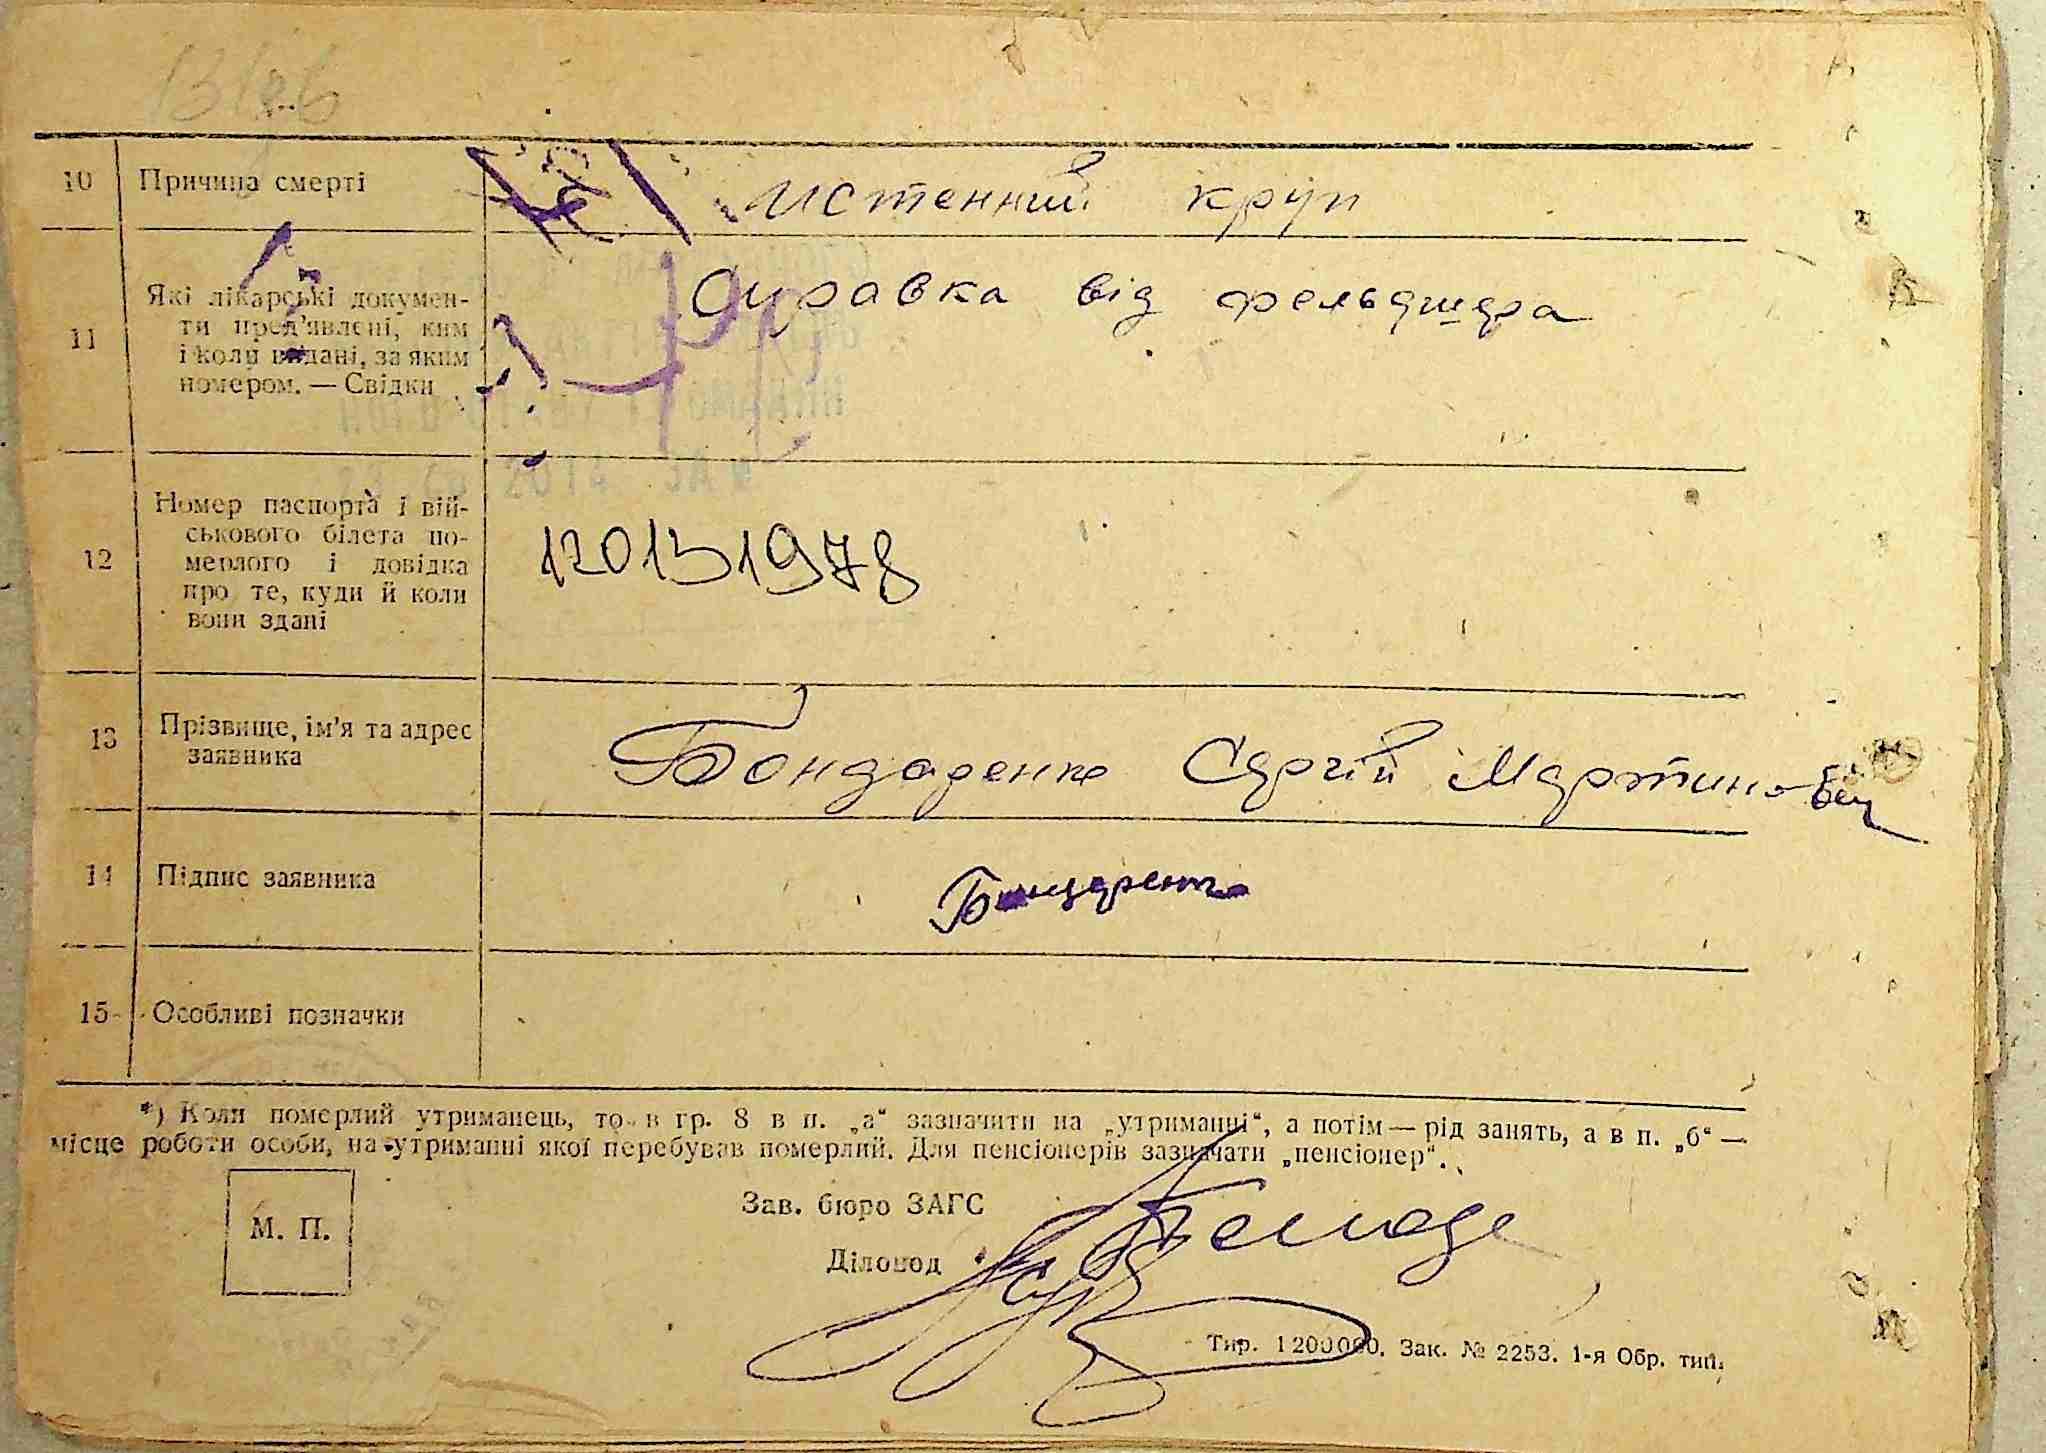 10 Причина смерті Истенний круп
11 Які лікарські докумен-
ти пред'явлені, ким
і коли видані, за яким
номером. — Свідки
Справка від фельдшера
12 Номер паспорта і вій-
ськового білета по-
мерлого і довідка
про те, куди й коли
вони здані
12013 1978
13 Прізвище, ім'я та адрес
заявника
Бондаренко Сергій Мартинович
14 Підпис заявника Бондаренко
15 Особливі позначки
*) Коли померлий утриманець, то в гр. 8 в п. „а“ зазначити на „утриманні“, а потім — рід занять, а в п. „б“ —
місце роботи особи, на утриманні якої перебував померлий. Для пенсіонерів зазначати „пенсіонер“.
Зав. бюро ЗАГС
М. П.
Діловод
Тир. 1200000. Зак. № 2253. 1-я Обр. тип.